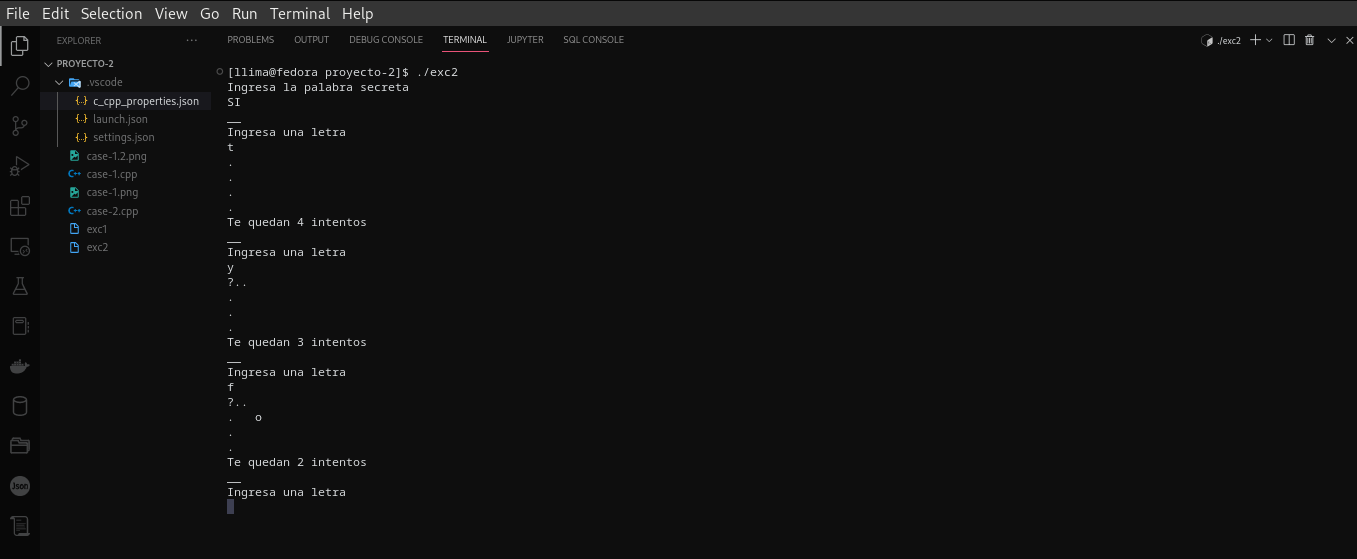 File Edit Selection View Go Run Terminal Help
EXPLORER ...
PROYECTO-2
.vscode
{..} c_cpp_properties.json
{..} launch.json
{..} settings.json
case-1.2.png
C++ case-1.cpp
case-1.png
C++ case-2.cpp
exc1
exc2
Json
PROBLEMS OUTPUT DEBUG CONSOLE TERMINAL JUPYTER SQL CONSOLE
./exc2
[llima@fedora proyecto-2]$ ./exc2
Ingresa la palabra secreta
SI
__
Ingresa una letra
t
.
.
.
.
Te quedan 4 intentos
__
Ingresa una letra
y
?..
.
.
.
Te quedan 3 intentos
__
Ingresa una letra
f
?..
.   o
.
.
Te quedan 2 intentos
__
Ingresa una letra